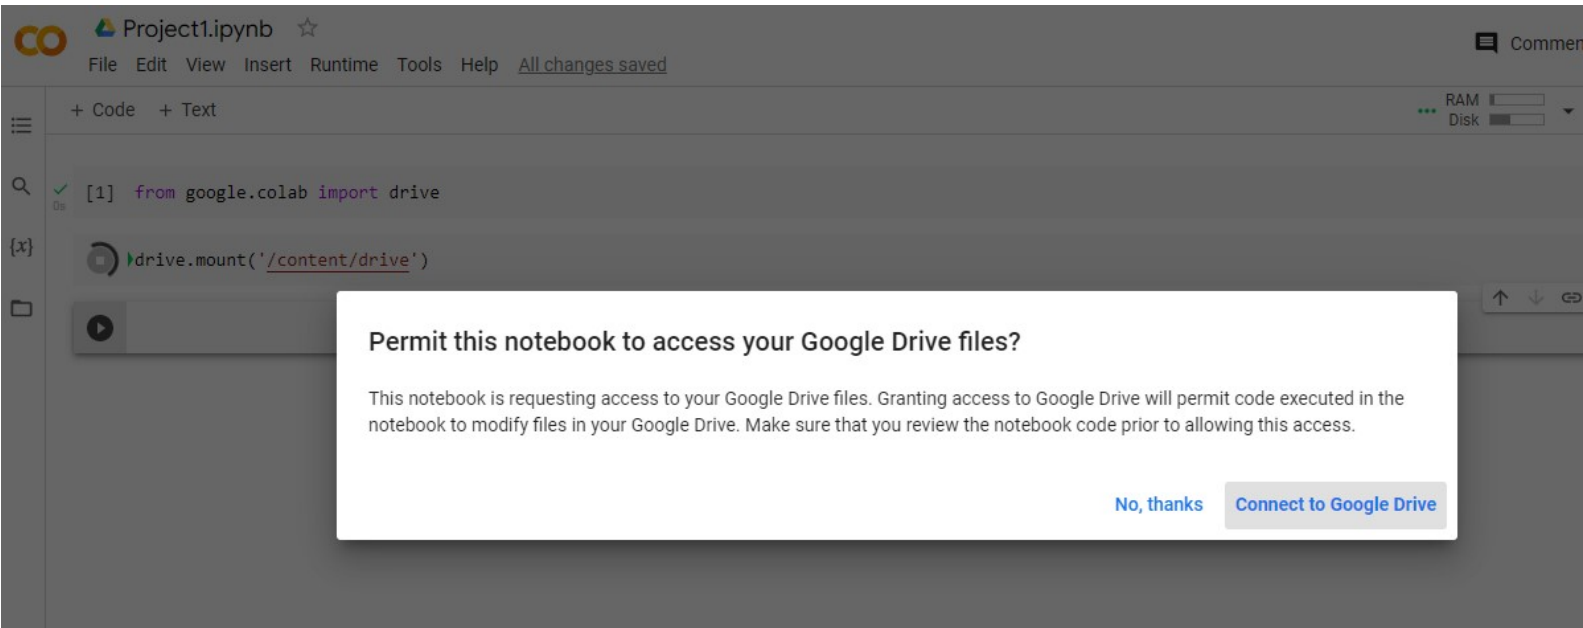 Project1.ipynb
File Edit View Insert Runtime Tools Help All changes saved
Commen
+ Code + Text
RAM
Disk
[1] from google.colab import drive
0s
{x}
drive.mount('/content/drive')
Permit this notebook to access your Google Drive files?
This notebook is requesting access to your Google Drive files. Granting access to Google Drive will permit code executed in the
notebook to modify files in your Google Drive. Make sure that you review the notebook code prior to allowing this access.
No, thanks Connect to Google Drive